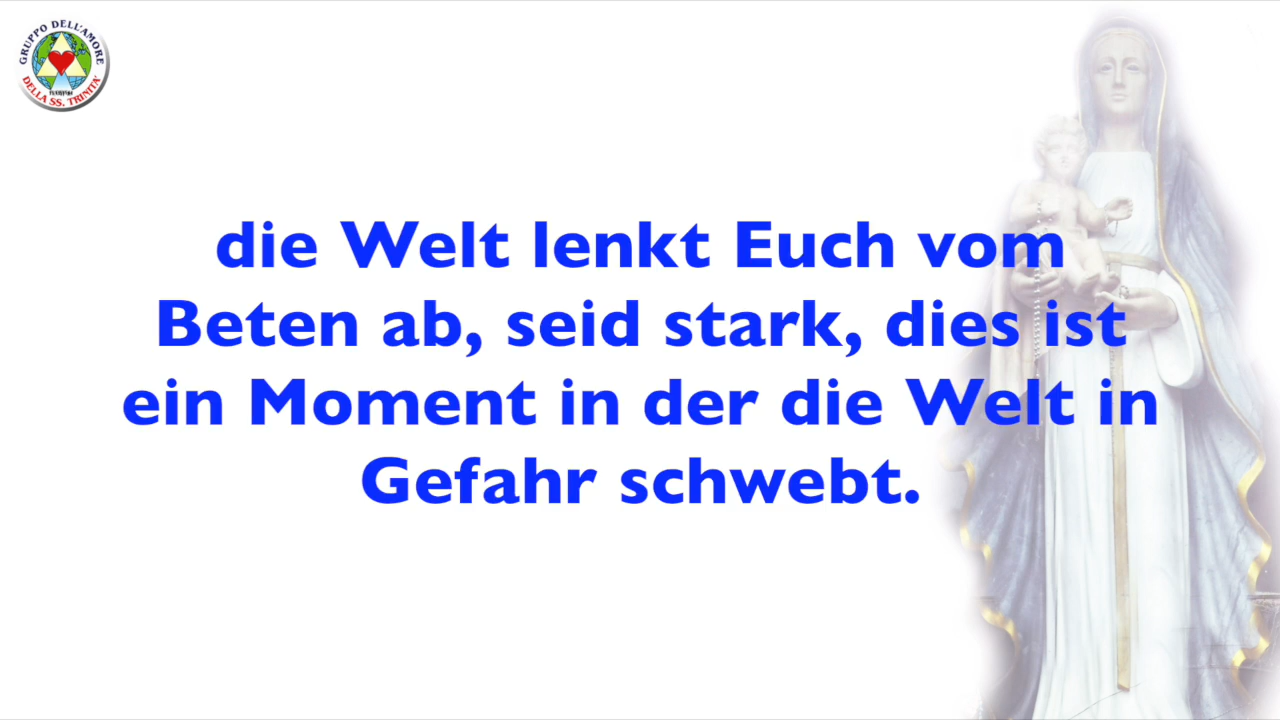 GRUPPO DELL'AMORE
DELLA SS. TRINITA'
die Welt lenkt Euch vom
Beten ab, seid stark, dies ist
ein Moment in der die Welt in
Gefahr schwebt.